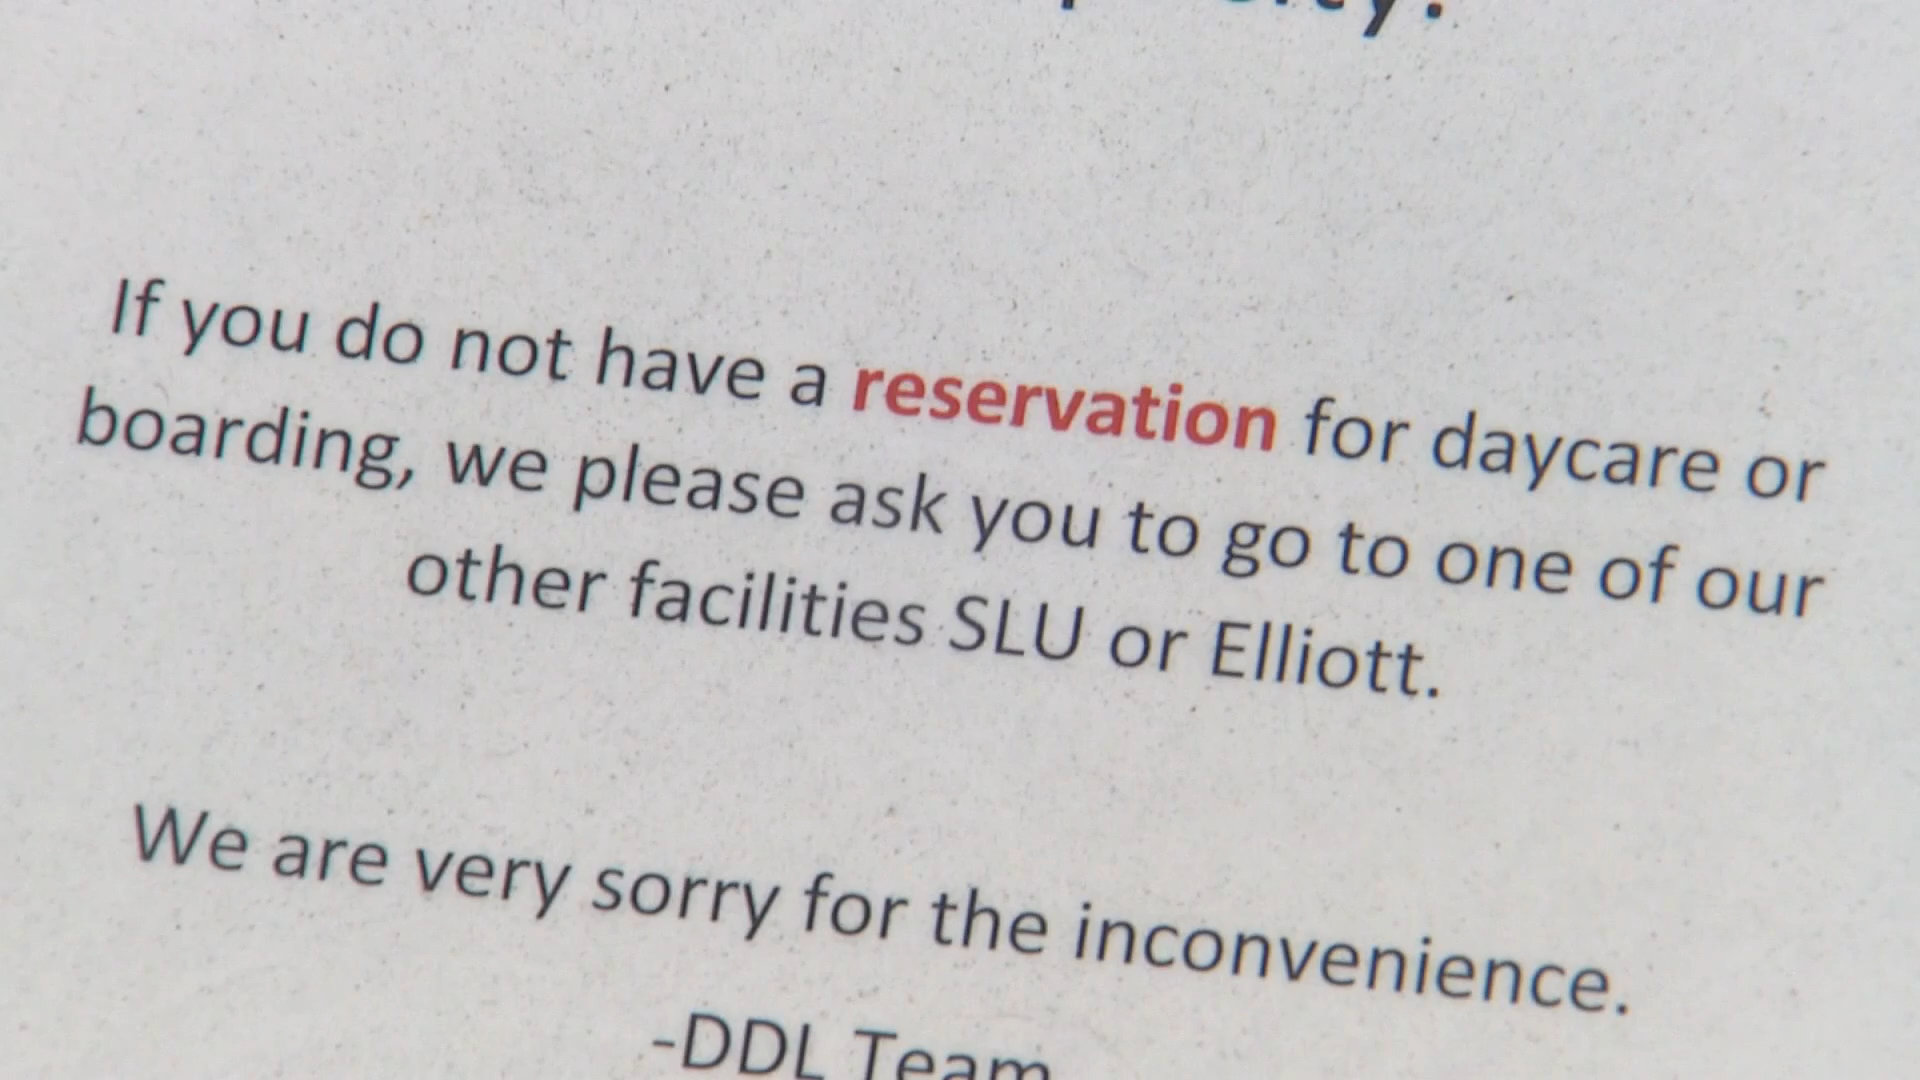 If you do not have a reservation for daycare or
boarding, we please ask you to go to one of our
other facilities SLU or Elliott.
We are very sorry for the inconvenience.
-DDL Team